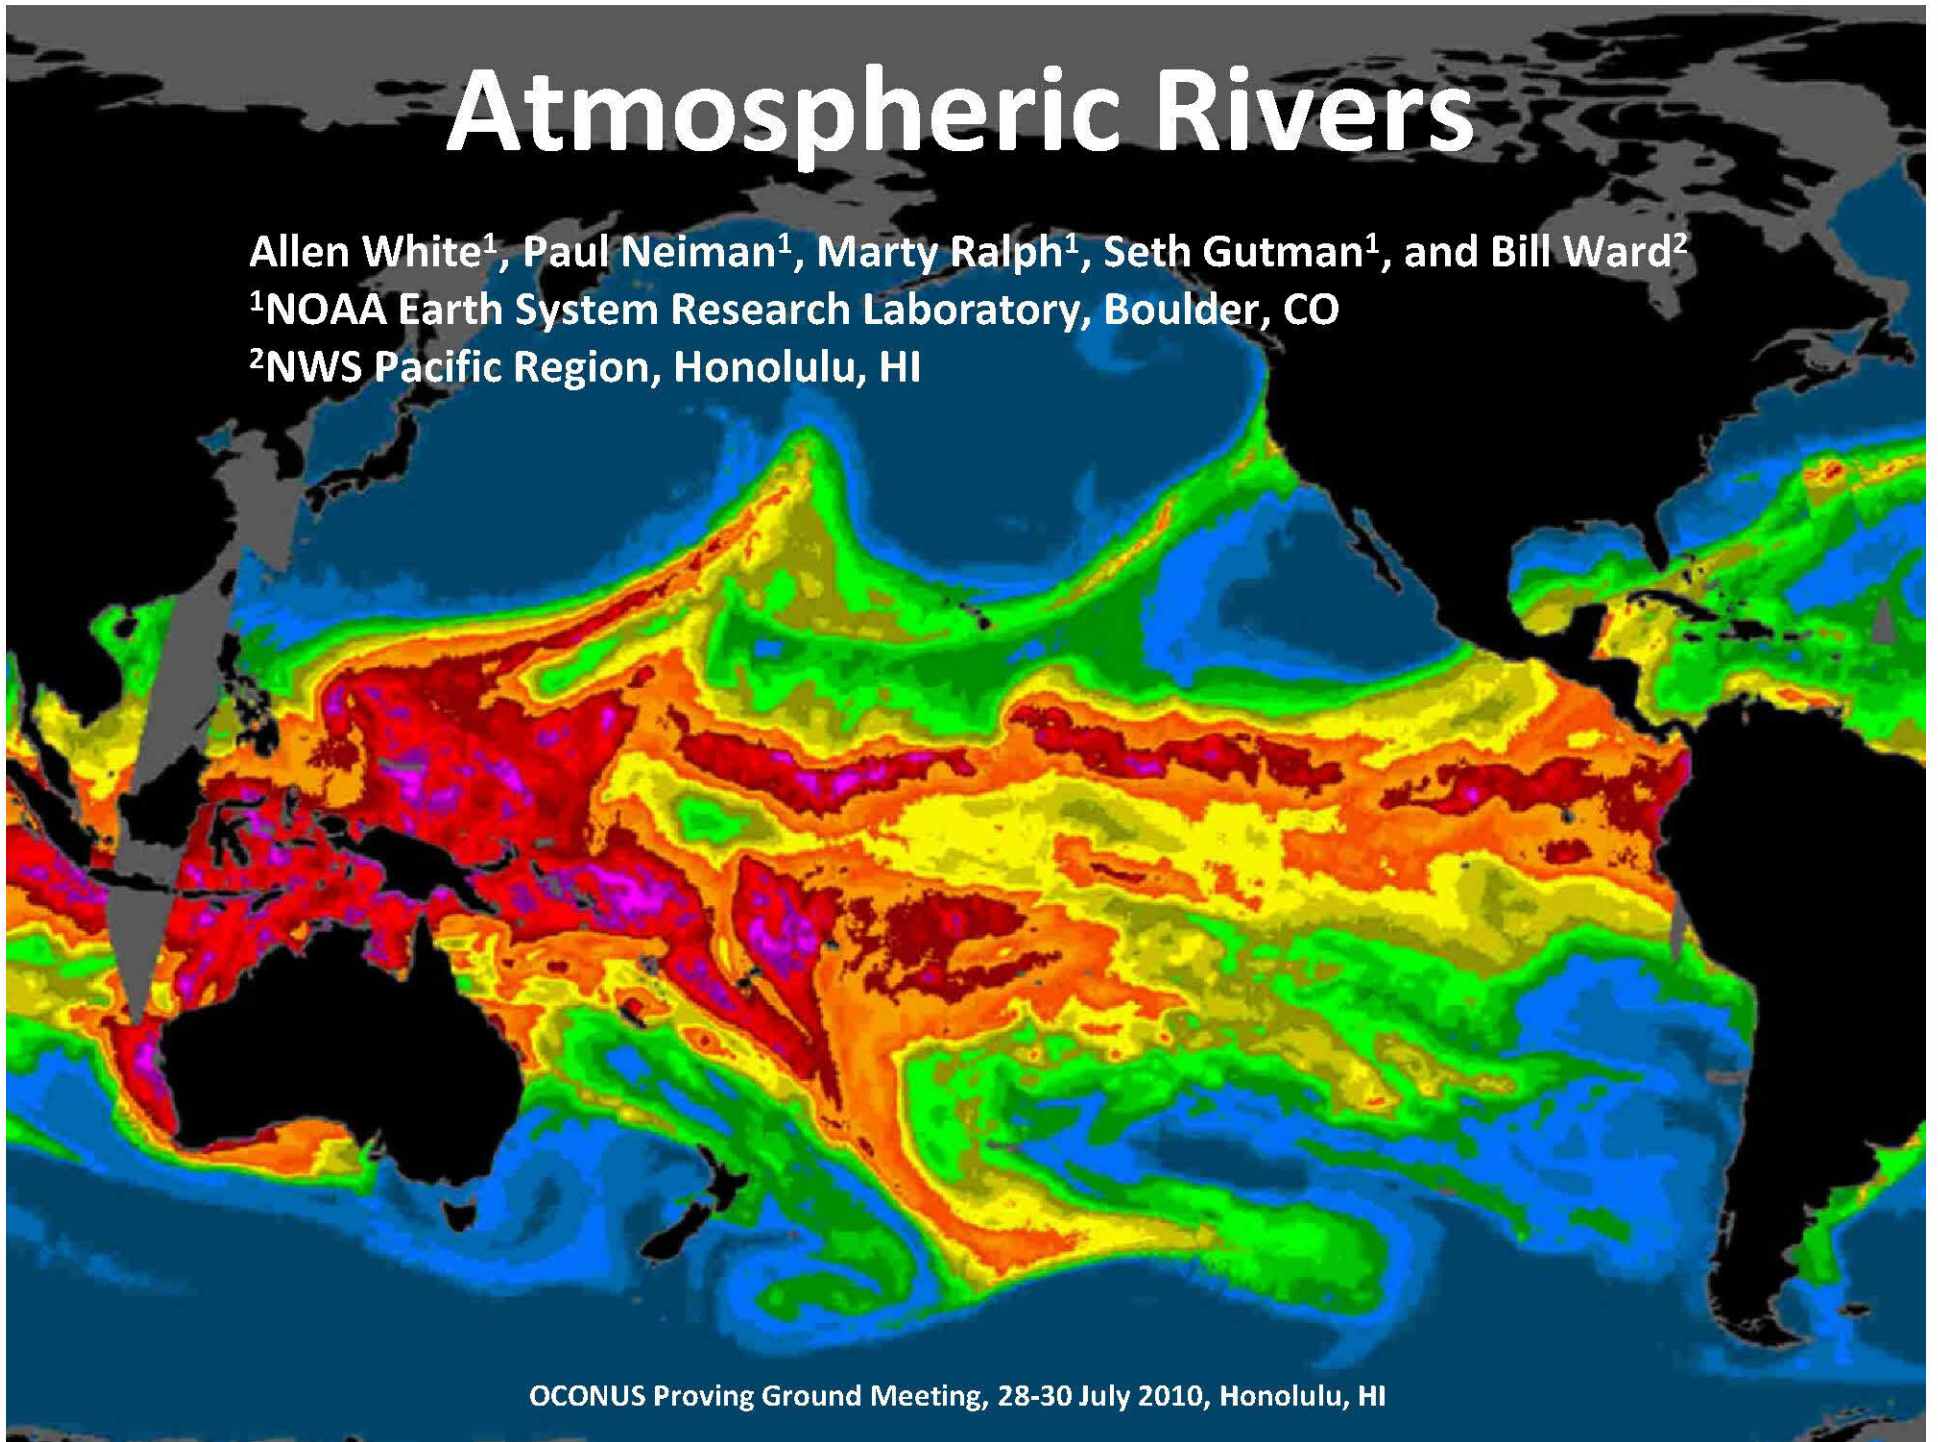 Atmospheric Rivers
Allen White¹, Paul Neiman¹, Marty Ralph¹, Seth Gutman¹, and Bill Ward²
¹NOAA Earth System Research Laboratory, Boulder, CO
²NWS Pacific Region, Honolulu, HI
OCONUS Proving Ground Meeting, 28-30 July 2010, Honolulu, HI